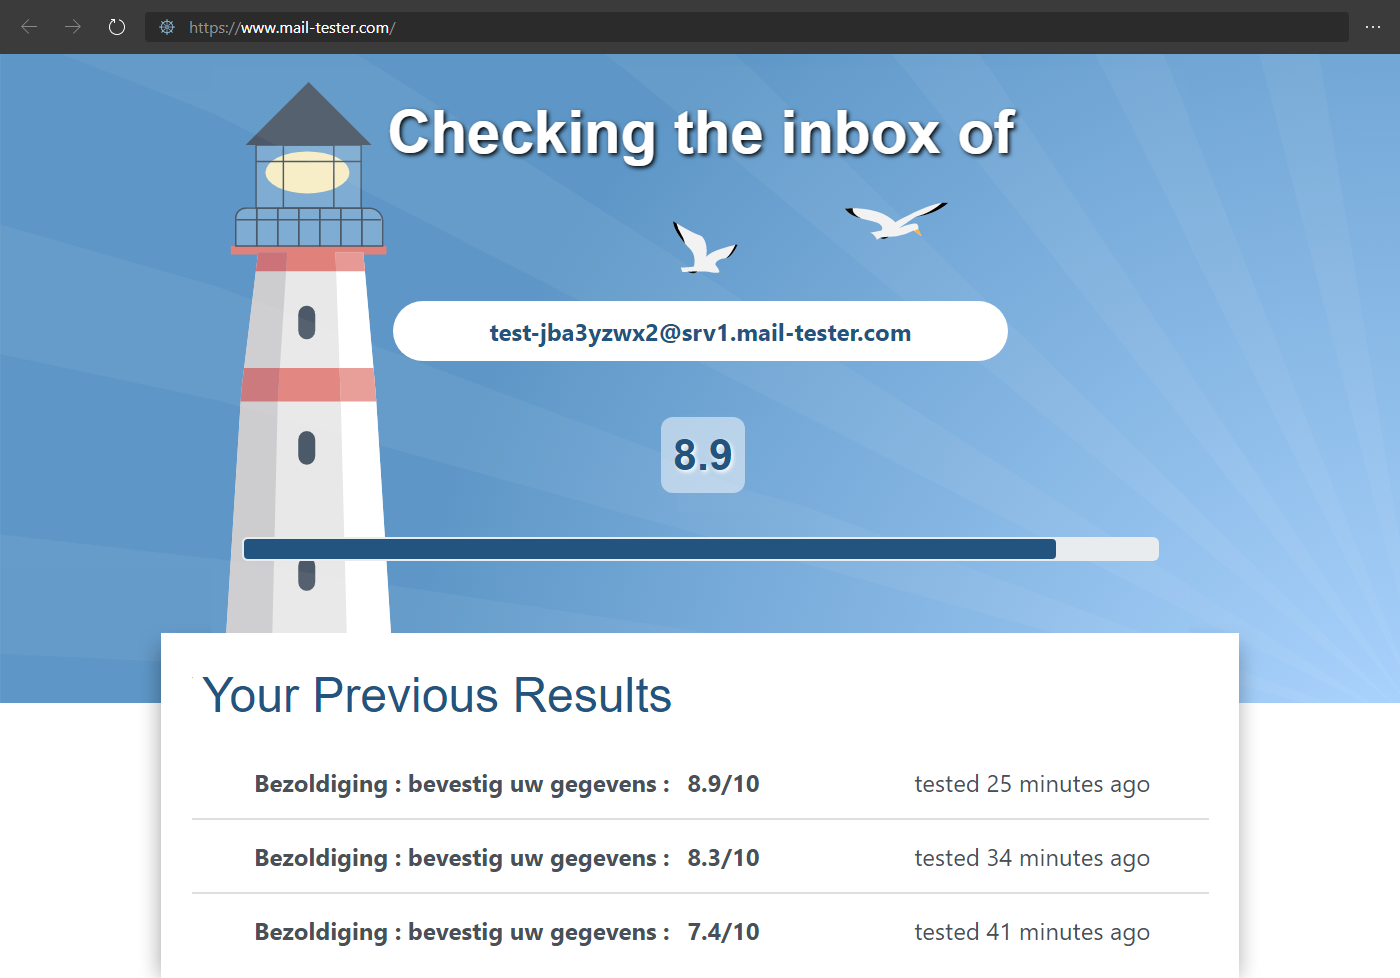 https://www.mail-tester.com/
Checking the inbox of
test-jba3yzwx2@srv1.mail-tester.com
8.9
Your Previous Results
Bezoldiging : bevestig uw gegevens : 8.9/10 tested 25 minutes ago
Bezoldiging : bevestig uw gegevens : 8.3/10 tested 34 minutes ago
Bezoldiging : bevestig uw gegevens : 7.4/10 tested 41 minutes ago